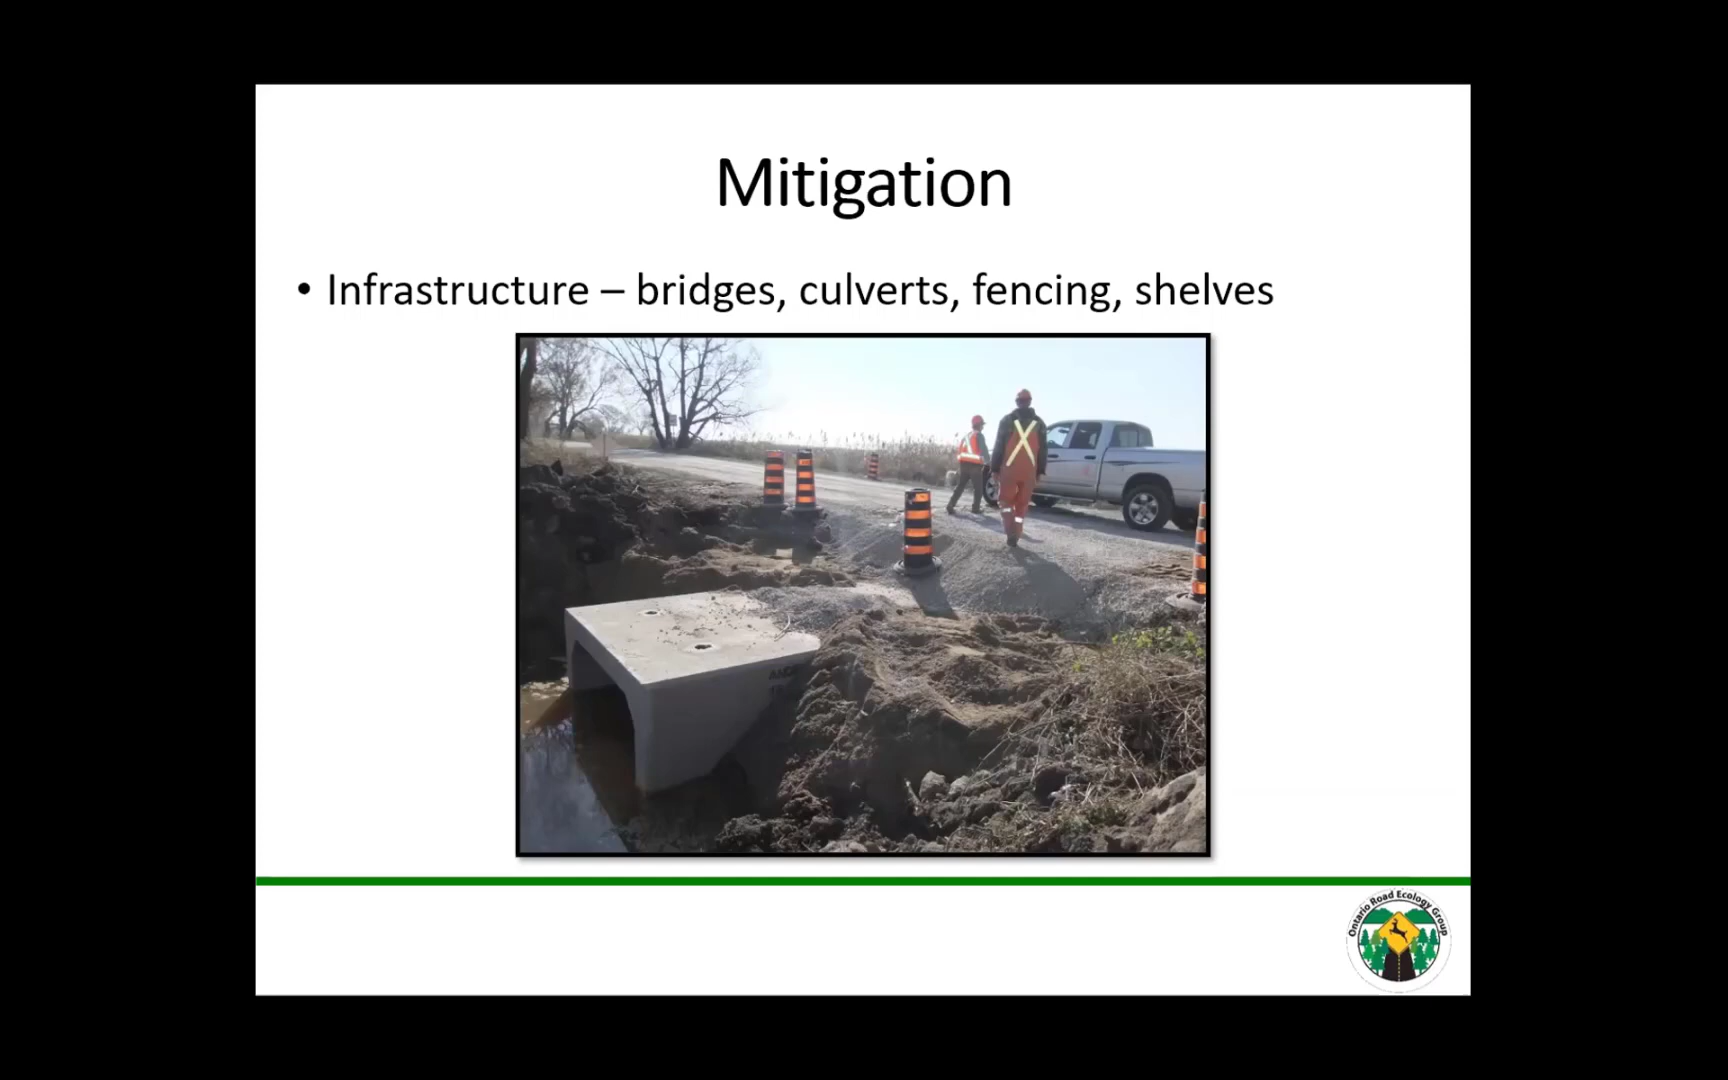 Mitigation
• Infrastructure – bridges, culverts, fencing, shelves
Ontario Road Ecology Group